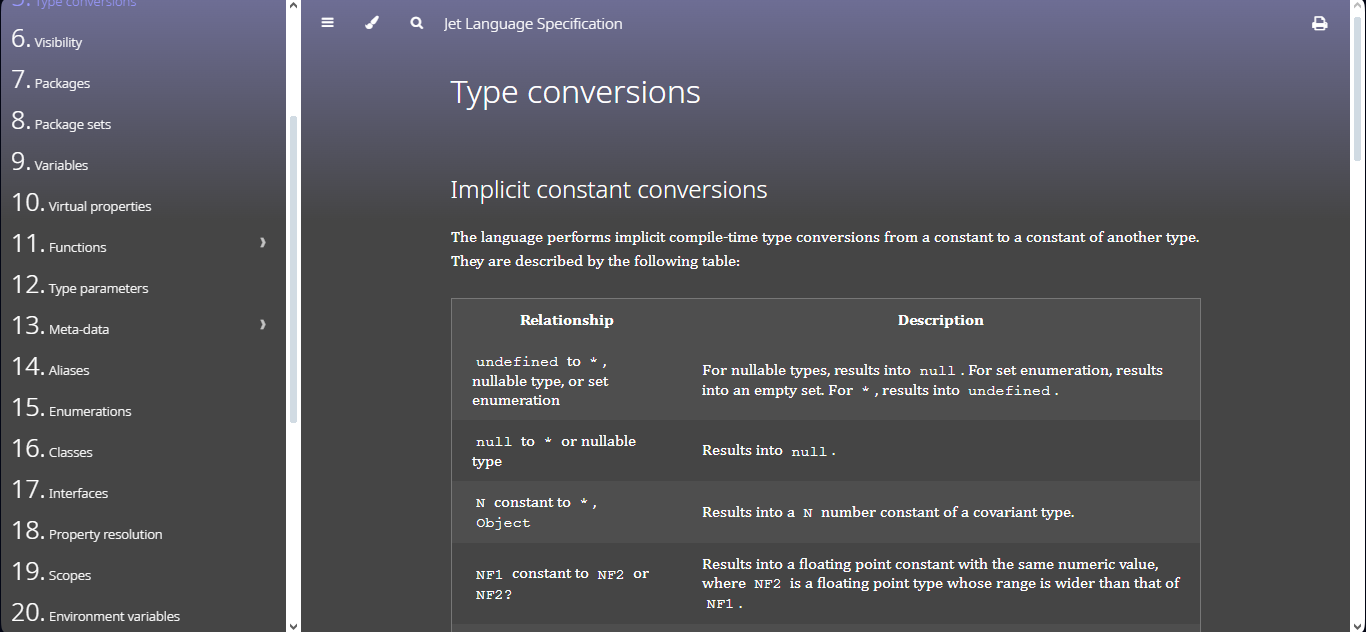 5. Type conversions
6. Visibility
7. Packages
8. Package sets
9. Variables
10. Virtual properties
11. Functions
12. Type parameters
13. Meta-data
14. Aliases
15. Enumerations
16. Classes
17. Interfaces
18. Property resolution
19. Scopes
20. Environment variables
Jet Language Specification
Type conversions
Implicit constant conversions
The language performs implicit compile-time type conversions from a constant to a constant of another type.
They are described by the following table:
Relationship
Description
undefined to * ,
nullable type, or set
enumeration
For nullable types, results into null . For set enumeration, results
into an empty set. For * , results into undefined .
null to * or nullable
type
Results into null .
N constant to * ,
Object
Results into a N number constant of a covariant type.
NF1 constant to NF2 or
NF2?
Results into a floating point constant with the same numeric value,
where NF2 is a floating point type whose range is wider than that of
NF1 .